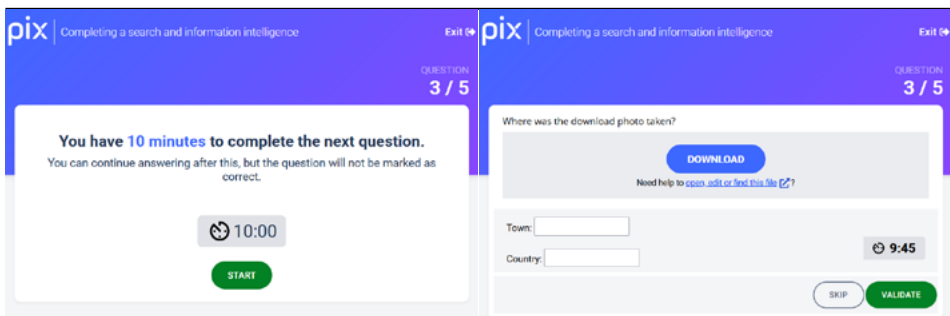 pix Completing a search and information intelligence Exit
QUESTION
3 / 5
You have 10 minutes to complete the next question.
You can continue answering after this, but the question will not be marked as
correct.
10:00
START
pix Completing a search and information intelligence Exit
QUESTION
3 / 5
Where was the download photo taken?
DOWNLOAD
Need help to open, edit or find this file ?
Town:
Country:
9:45
SKIP VALIDATE